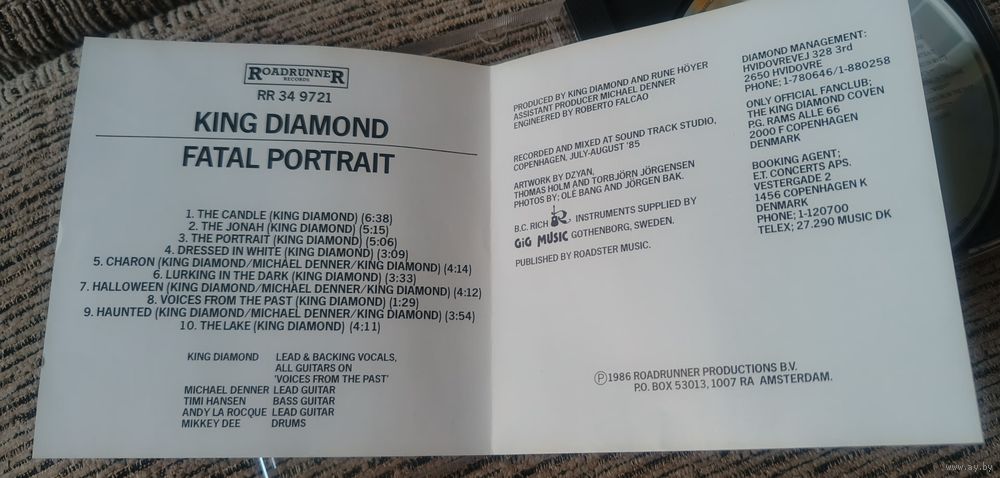 ROADRUNNER
RECORDS
RR 34 9721
KING DIAMOND
FATAL PORTRAIT
1. THE CANDLE (KING DIAMOND) (6:38)
2. THE JONAH (KING DIAMOND) (5:15)
3. THE PORTRAIT (KING DIAMOND) (5:06)
4. DRESSED IN WHITE (KING DIAMOND) (3:09)
5. CHARON (KING DIAMOND/MICHAEL DENNER/KING DIAMOND) (4:14)
6. LURKING IN THE DARK (KING DIAMOND) (3:33)
7. HALLOWEEN (KING DIAMOND/MICHAEL DENNER/KING DIAMOND) (4:12)
8. VOICES FROM THE PAST (KING DIAMOND) (1:29)
9. HAUNTED (KING DIAMOND/MICHAEL DENNER/KING DIAMOND) (3:54)
10. THE LAKE (KING DIAMOND) (4:11)
KING DIAMOND LEAD & BACKING VOCALS,
ALL GUITARS ON
'VOICES FROM THE PAST'
MICHAEL DENNER LEAD GUITAR
TIMI HANSEN BASS GUITAR
ANDY LA ROCQUE LEAD GUITAR
MIKKEY DEE DRUMS
PRODUCED BY KING DIAMOND AND RUNE HÖYER
ASSISTANT PRODUCER MICHAEL DENNER
ENGINEERED BY ROBERTO FALCAO
RECORDED AND MIXED AT SOUND TRACK STUDIO,
COPENHAGEN, JULY-AUGUST '85
ARTWORK BY DZYAN,
THOMAS HOLM AND TORBJÖRN JÖRGENSEN
PHOTOS BY: OLE BANG AND JÖRGEN BAK.
B.C. RICH R. INSTRUMENTS SUPPLIED BY
GiG MUSIC GOTHENBORG, SWEDEN.
PUBLISHED BY ROADSTER MUSIC.
DIAMOND MANAGEMENT:
HVIDOVREVEJ 328 3rd
2650 HVIDOVRE
PHONE; 1-780646/1-880258
ONLY OFFICIAL FANCLUB;
THE KING DIAMOND COVEN
P.G. RAMS ALLE 66
2000 F COPENHAGEN
DENMARK
BOOKING AGENT;
E.T. CONCERTS APS.
VESTERGADE 2
1456 COPENHAGEN K
DENMARK
PHONE; 1-120700
TELEX; 27.290 MUSIC DK
Ⓟ1986 ROADRUNNER PRODUCTIONS B.V.
P.O. BOX 53013, 1007 RA AMSTERDAM.
www.ay.by